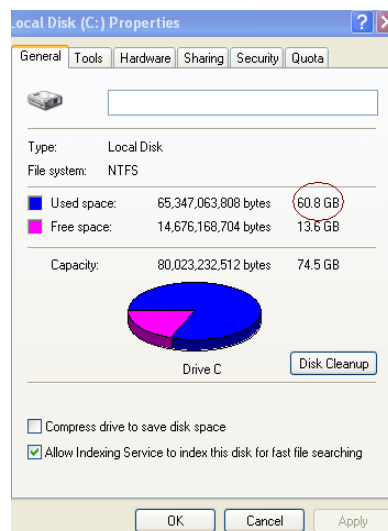 Local Disk (C:) Properties
General Tools Hardware Sharing Security Quota
Type: Local Disk
File system: NTFS
Used space: 65,347,063,808 bytes 60.8 GB
Free space: 14,676,168,704 bytes 13.6 GB
Capacity: 80,023,232,512 bytes 74.5 GB
Drive C
Disk Cleanup
Compress drive to save disk space
Allow Indexing Service to index this disk for fast file searching
OK Cancel Apply